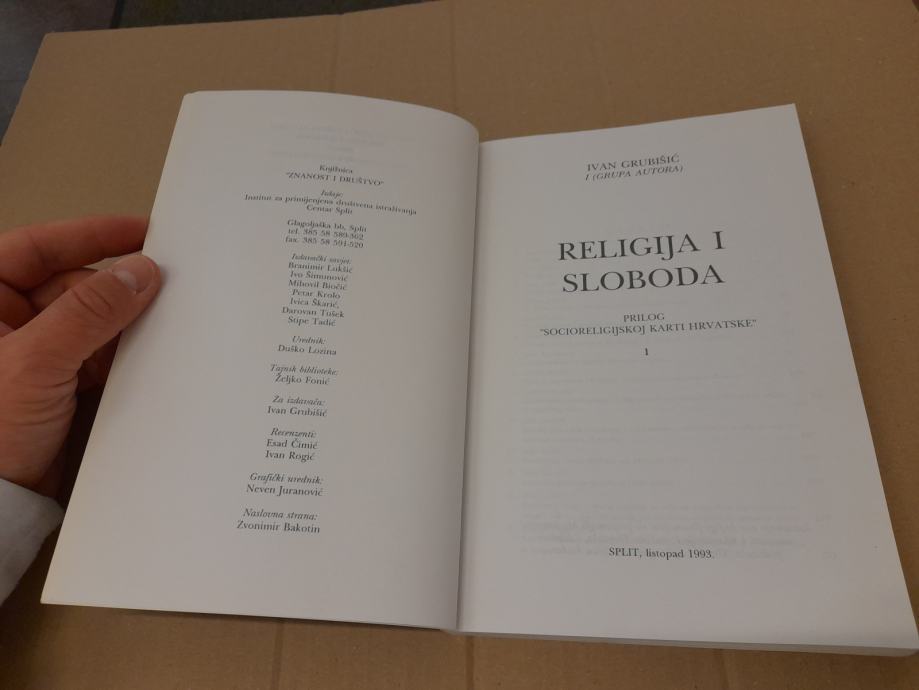 Knjižnica
"ZNANOST I DRUŠTVO"
Izdaje:
Institut za primijenjena društvena istraživanja
Centar Split
Glagoljaška bb, Split
tel. 385 58 589-362
fax. 385 58 591-520
Izdavački savjet:
Branimir Lukšić
Ivo Šimunović
Mihovil Biočić
Petar Krolo
Ivica Škarić,
Darovan Tušek
Stipe Tadić
Urednik:
Duško Lozina
Tajnik biblioteke:
Željko Fonić
Za izdavača:
Ivan Grubišić
Recenzenti:
Esad Ćimić
Ivan Rogić
Grafički urednik:
Neven Juranović
Naslovna strana:
Zvonimir Bakotin
IVAN GRUBIŠIĆ
I (GRUPA AUTORA)
RELIGIJA I
SLOBODA
PRILOG
"SOCIORELIGIJSKOJ KARTI HRVATSKE"
1
SPLIT, listopad 1993.